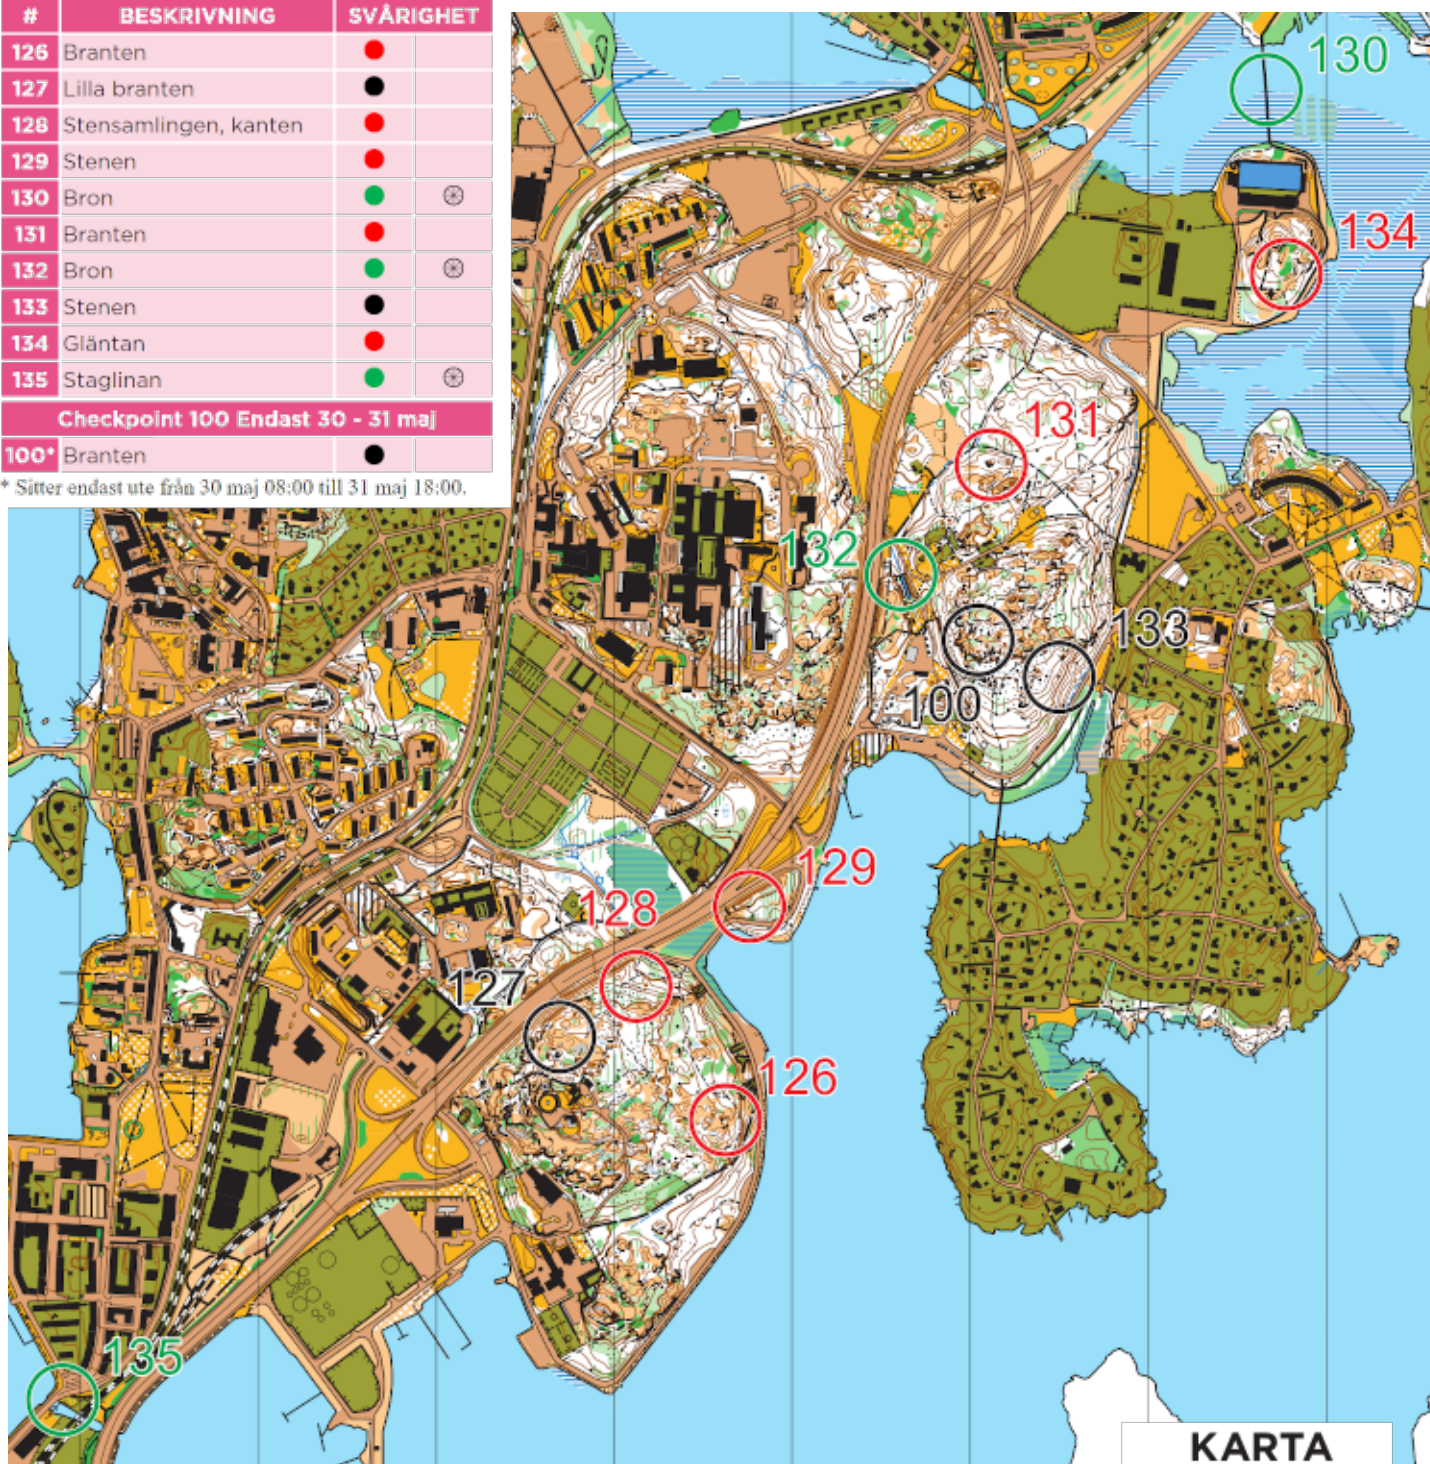 # BESKRIVNING SVÅRIGHET
126 Branten
127 Lilla branten
128 Stensamlingen, kanten
129 Stenen
130 Bron
131 Branten
132 Bron
133 Stenen
134 Gläntan
135 Staglinan
Checkpoint 100 Endast 30 - 31 maj
100* Branten
* Sitter endast ute från 30 maj 08:00 till 31 maj 18:00.
130
134
131
132
133
100
129
128
127
126
135
KARTA